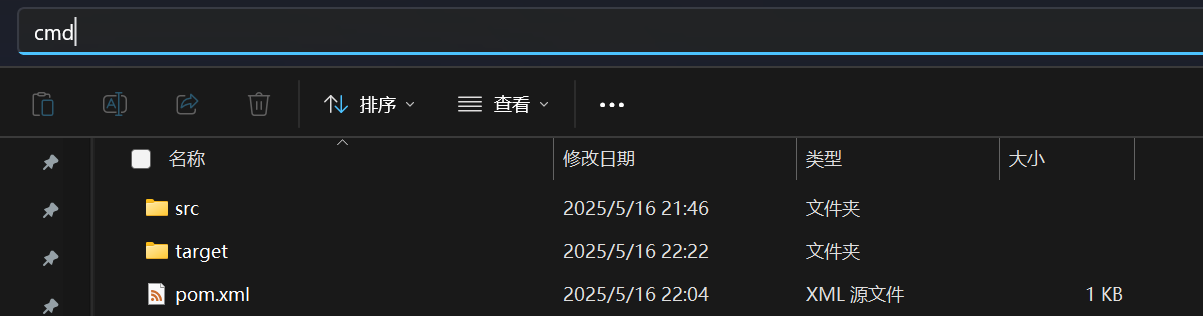 cmd
排序 查看
名称 修改日期 类型 大小
src 2025/5/16 21:46 文件夹
target 2025/5/16 22:22 文件夹
pom.xml 2025/5/16 22:04 XML 源文件 1 KB